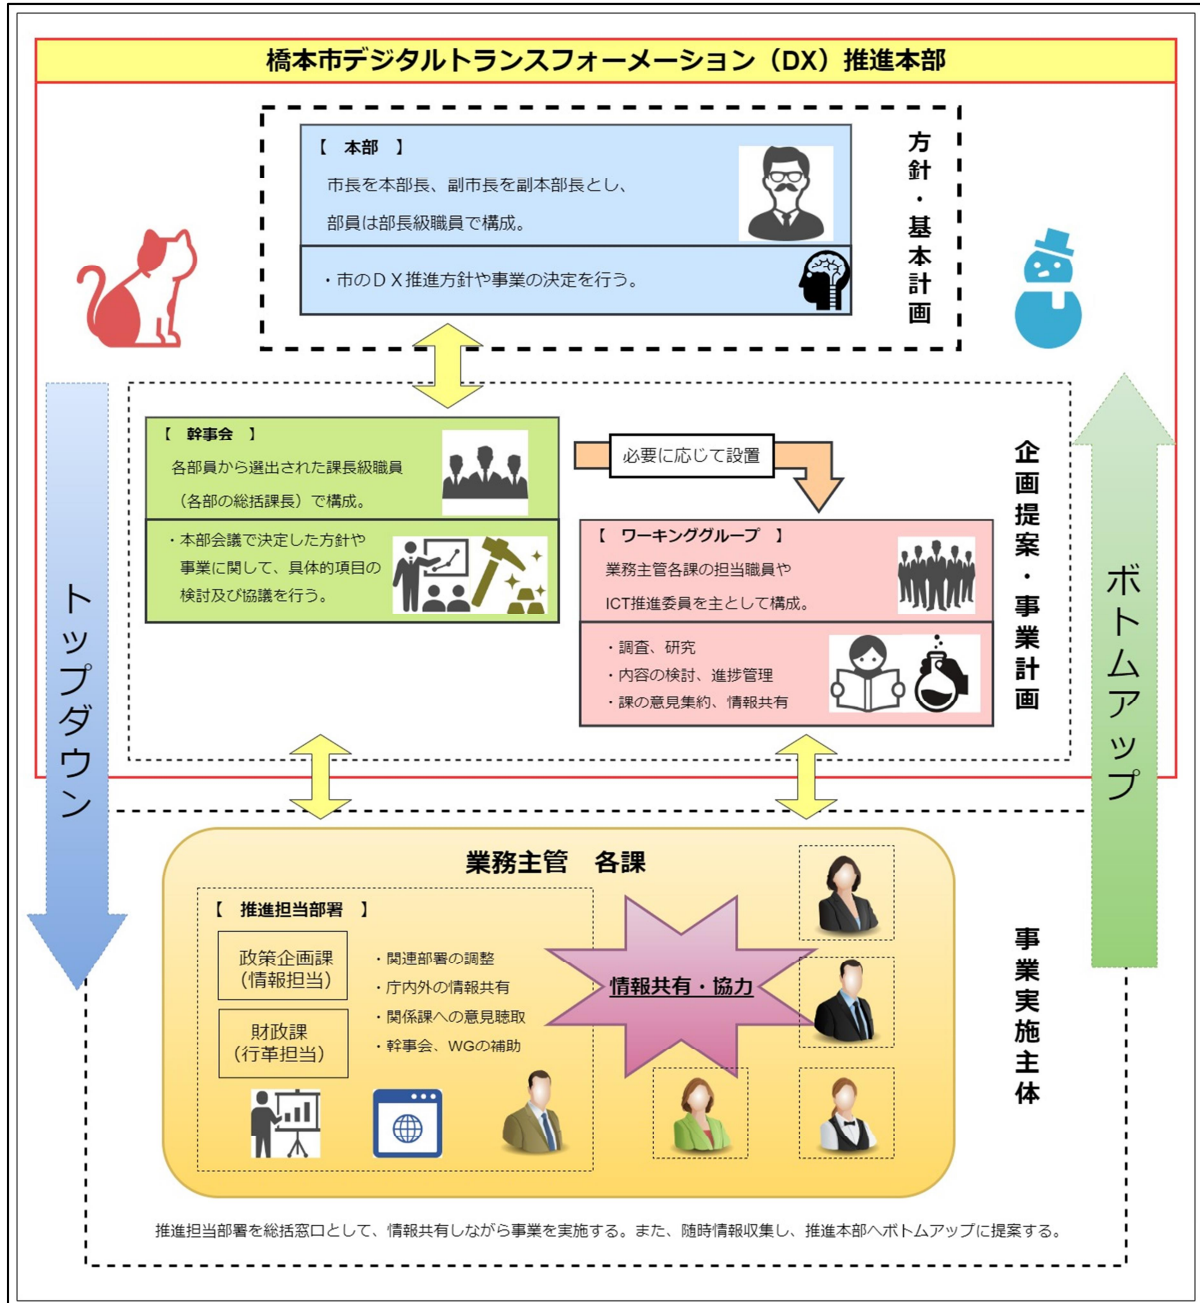 橋本市デジタルトランスフォーメーション（DX）推進本部
【　本部　】
市長を本部長、副市長を副本部長とし、
部員は部長級職員で構成。
・市のＤＸ推進方針や事業の決定を行う。
方針・基本計画
【　幹事会　】
各部員から選出された課長級職員
（各部の総括課長）で構成。
・本部会議で決定した方針や
事業に関して、具体的項目の
検討及び協議を行う。
必要に応じて設置
【　ワーキンググループ　】
業務主管各課の担当職員や
ICT推進委員を主として構成。
・調査、研究
・内容の検討、進捗管理
・課の意見集約、情報共有
企画提案・事業計画
トップダウン
ボトムアップ
業務主管　各課
【　推進担当部署　】
政策企画課
（情報担当）
財政課
（行革担当）
・関連部署の調整
・庁内外の情報共有
・関係課への意見聴取
・幹事会、WGの補助
情報共有・協力
事業実施主体
推進担当部署を総括窓口として、情報共有しながら事業を実施する。また、随時情報収集し、推進本部へボトムアップに提案する。